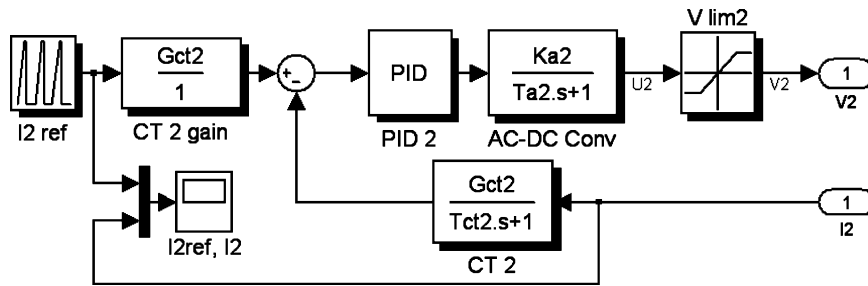 V lim2
Gct2
1
+
-
PID
Ka2
Ta2.s+1
U2
V2
1
V2
I2 ref
CT 2 gain
PID 2
AC-DC Conv
Gct2
Tct2.s+1
1
I2
I2ref, I2
CT 2